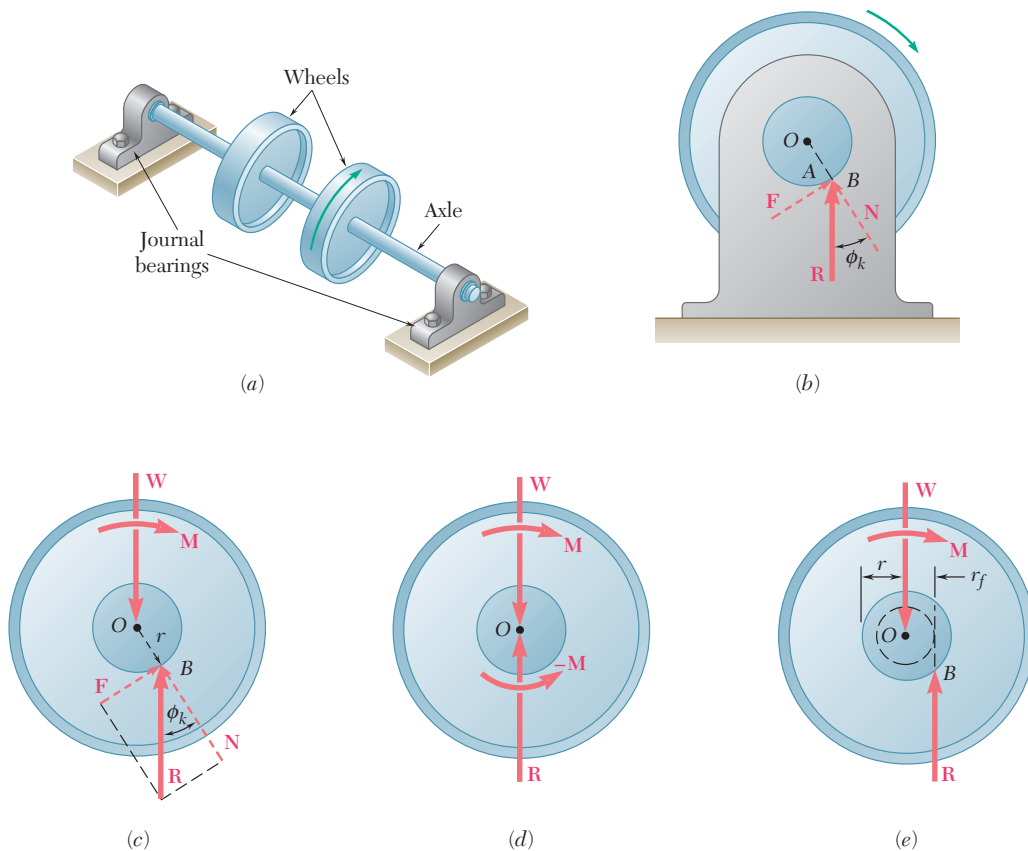 Wheels
Axle
Journal
bearings
(a)
O
A
B
F
N
R
ϕk
(b)
W
M
O
r
B
F
ϕk
N
R
(c)
W
M
O
–M
R
(d)
W
M
r
rf
O
B
R
(e)